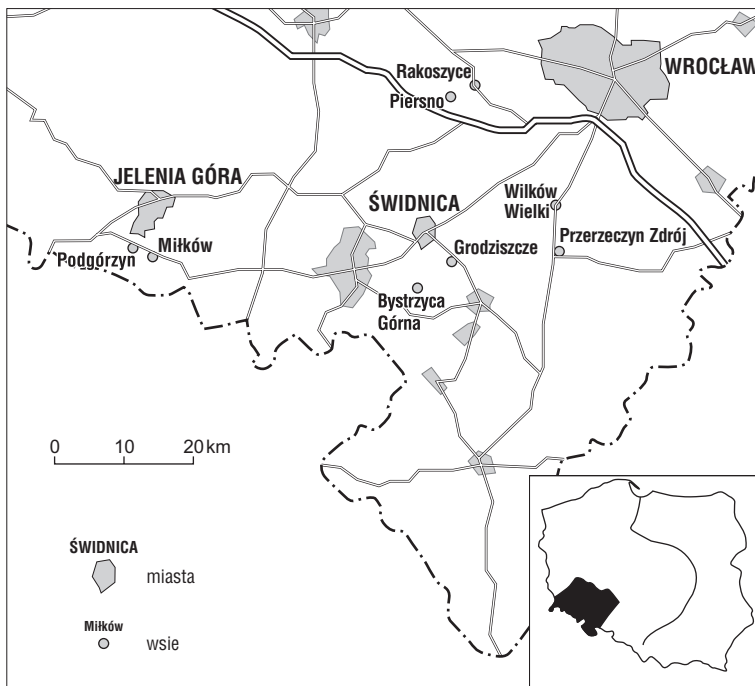 Rakoszyce
Piersno
WROCŁAW
JELENIA GÓRA
ŚWIDNICA
Wilków
Wielki
Podgórzyn
Miłków
Grodziszcze
Przerzeczyn Zdrój
Bystrzyca
Górna
0 10 20 km
ŚWIDNICA
miasta
Miłków
wsie